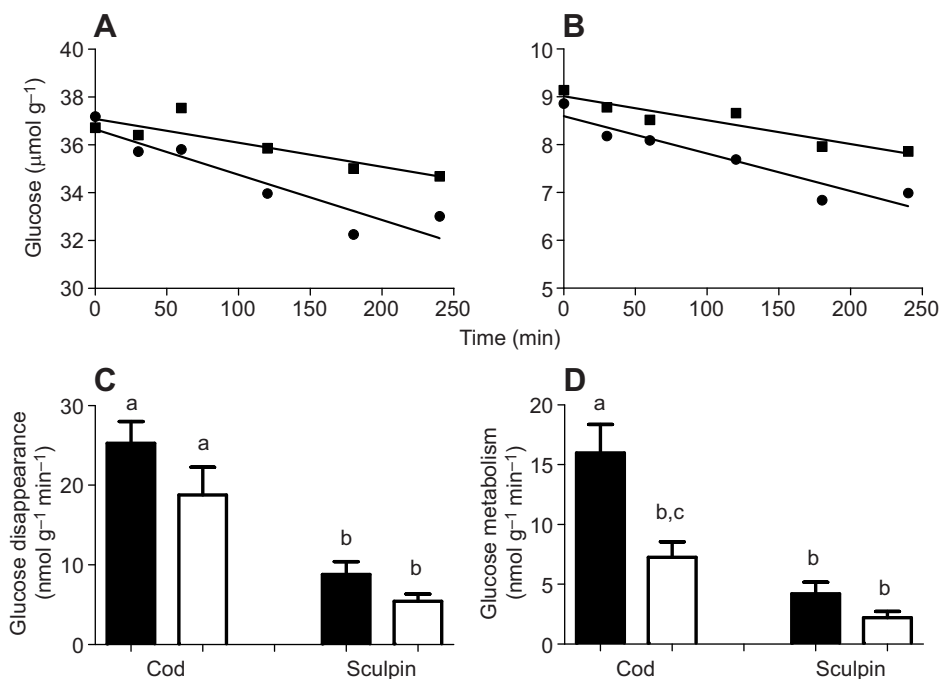 A
40
38
36
34
32
30
0 50 100 150 200 250
Glucose (μmol g−1)
B
10
9
8
7
6
5
0 50 100 150 200 250
Time (min)
C
30
20
10
0
Glucose disappearance
(nmol g−1 min−1)
a
a
b
b
Cod Sculpin
D
20
15
10
5
0
Glucose metabolism
(nmol g−1 min−1)
a
b,c
b
b
Cod Sculpin